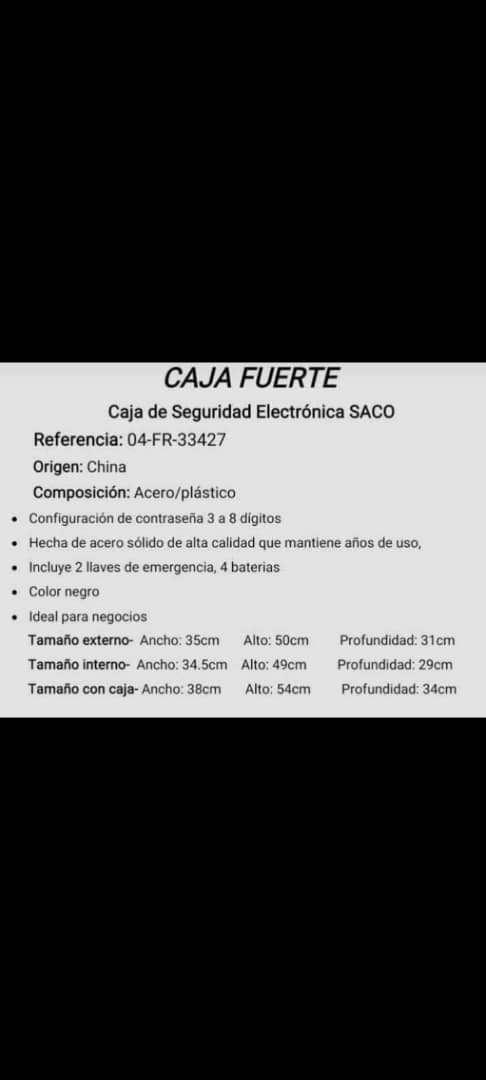 CAJA FUERTE
Caja de Seguridad Electrónica SACO
Referencia: 04-FR-33427
Origen: China
Composición: Acero/plástico
• Configuración de contraseña 3 a 8 dígitos
• Hecha de acero sólido de alta calidad que mantiene años de uso,
• Incluye 2 llaves de emergencia, 4 baterias
• Color negro
• Ideal para negocios
Tamaño externo- Ancho: 35cm Alto: 50cm Profundidad: 31cm
Tamaño interno- Ancho: 34.5cm Alto: 49cm Profundidad: 29cm
Tamaño con caja- Ancho: 38cm Alto: 54cm Profundidad: 34cm